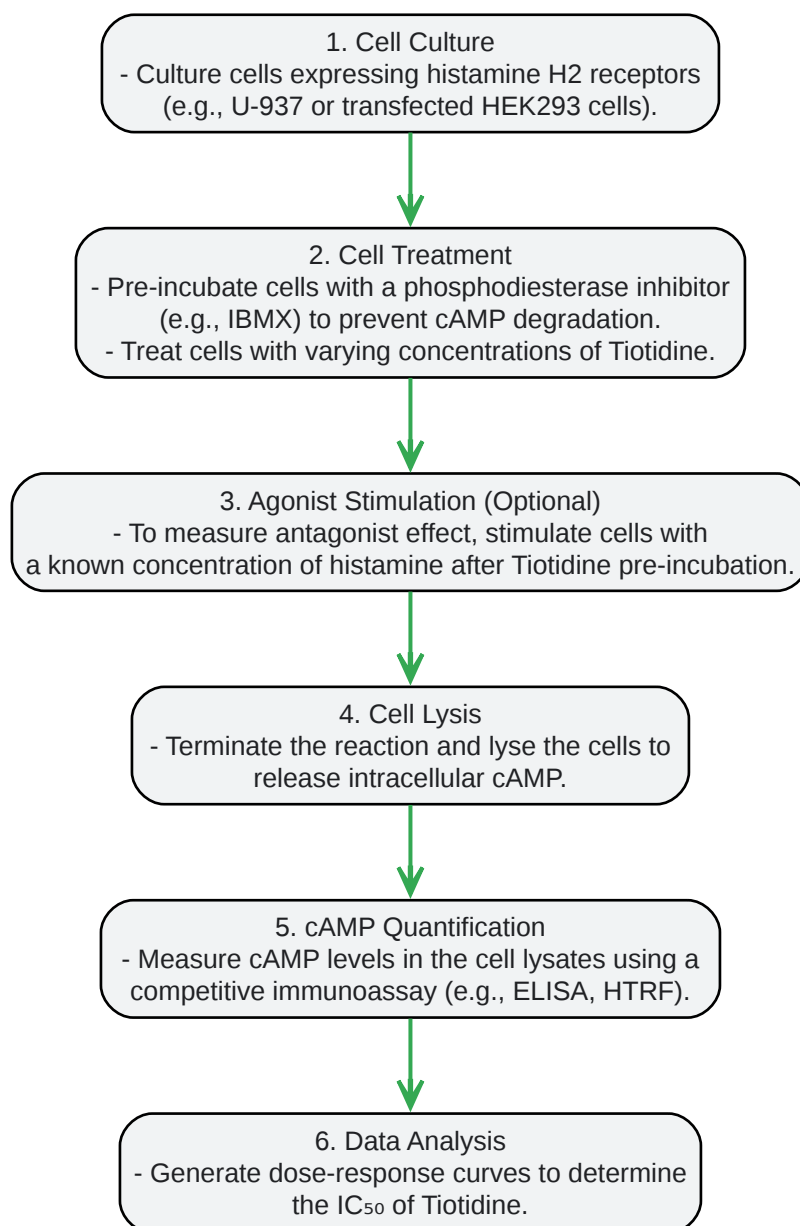 1. Cell Culture
- Culture cells expressing histamine H2 receptors
(e.g., U-937 or transfected HEK293 cells).
2. Cell Treatment
- Pre-incubate cells with a phosphodiesterase inhibitor
(e.g., IBMX) to prevent cAMP degradation.
- Treat cells with varying concentrations of Tiotidine.
3. Agonist Stimulation (Optional)
- To measure antagonist effect, stimulate cells with
a known concentration of histamine after Tiotidine pre-incubation.
4. Cell Lysis
- Terminate the reaction and lyse the cells to
release intracellular cAMP.
5. cAMP Quantification
- Measure cAMP levels in the cell lysates using a
competitive immunoassay (e.g., ELISA, HTRF).
6. Data Analysis
- Generate dose-response curves to determine
the IC₅₀ of Tiotidine.